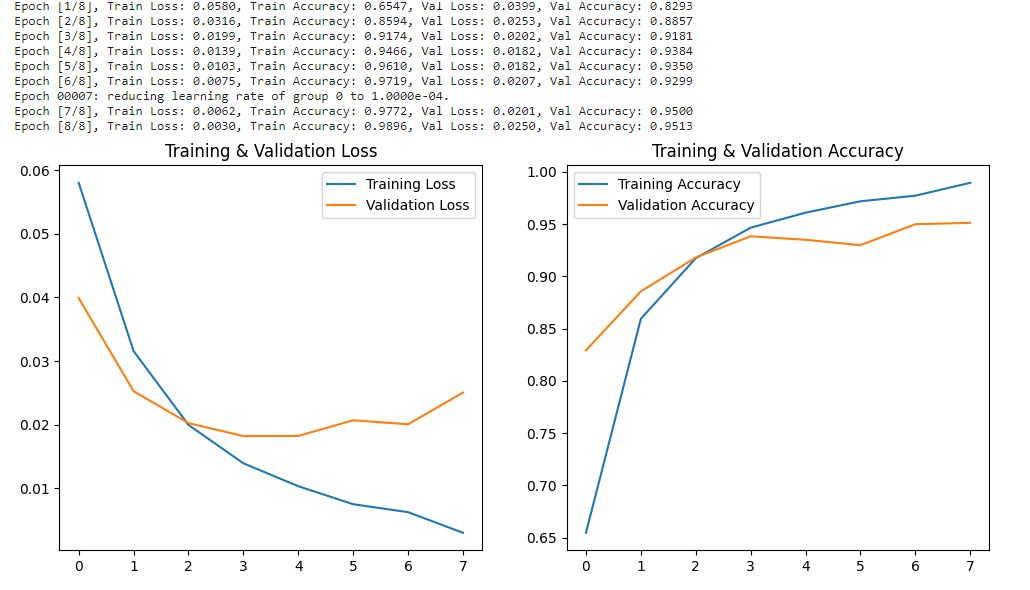 Epoch [1/8], Train Loss: 0.0580, Train Accuracy: 0.6547, Val Loss: 0.0399, Val Accuracy: 0.8293
Epoch [2/8], Train Loss: 0.0316, Train Accuracy: 0.8594, Val Loss: 0.0253, Val Accuracy: 0.8857
Epoch [3/8], Train Loss: 0.0199, Train Accuracy: 0.9174, Val Loss: 0.0202, Val Accuracy: 0.9181
Epoch [4/8], Train Loss: 0.0139, Train Accuracy: 0.9466, Val Loss: 0.0182, Val Accuracy: 0.9384
Epoch [5/8], Train Loss: 0.0103, Train Accuracy: 0.9610, Val Loss: 0.0182, Val Accuracy: 0.9350
Epoch [6/8], Train Loss: 0.0075, Train Accuracy: 0.9719, Val Loss: 0.0207, Val Accuracy: 0.9299
Epoch 00007: reducing learning rate of group 0 to 1.0000e-04.
Epoch [7/8], Train Loss: 0.0062, Train Accuracy: 0.9772, Val Loss: 0.0201, Val Accuracy: 0.9500
Epoch [8/8], Train Loss: 0.0030, Train Accuracy: 0.9896, Val Loss: 0.0250, Val Accuracy: 0.9513
Training & Validation Loss
Training Loss
Validation Loss
0.06
0.05
0.04
0.03
0.02
0.01
0 1 2 3 4 5 6 7
Training & Validation Accuracy
Training Accuracy
Validation Accuracy
1.00
0.95
0.90
0.85
0.80
0.75
0.70
0.65
0 1 2 3 4 5 6 7